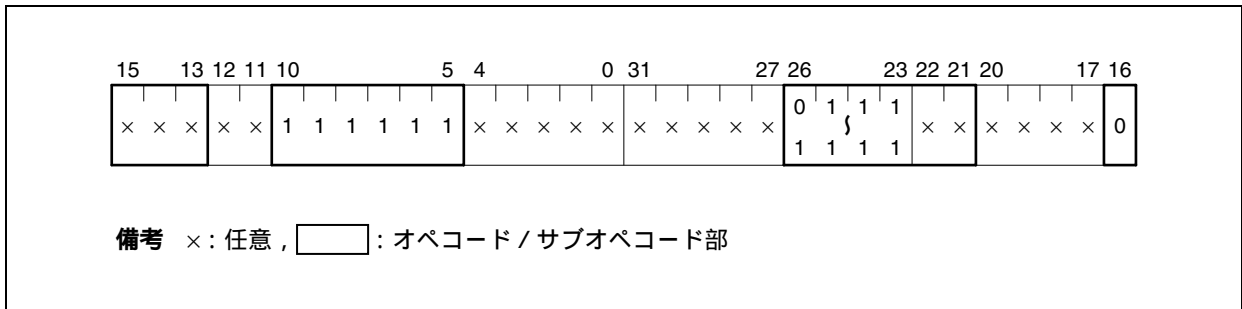 15 13 12 11 10 5 4 0 31 27 26 23 22 21 20 17 16
0 1 1 1
× × × × × 1 1 1 1 1 1 × × × × × × × × × × ~ × × × × × × 0
1 1 1 1
備考 ×：任意， ：オペコード／サブオペコード部